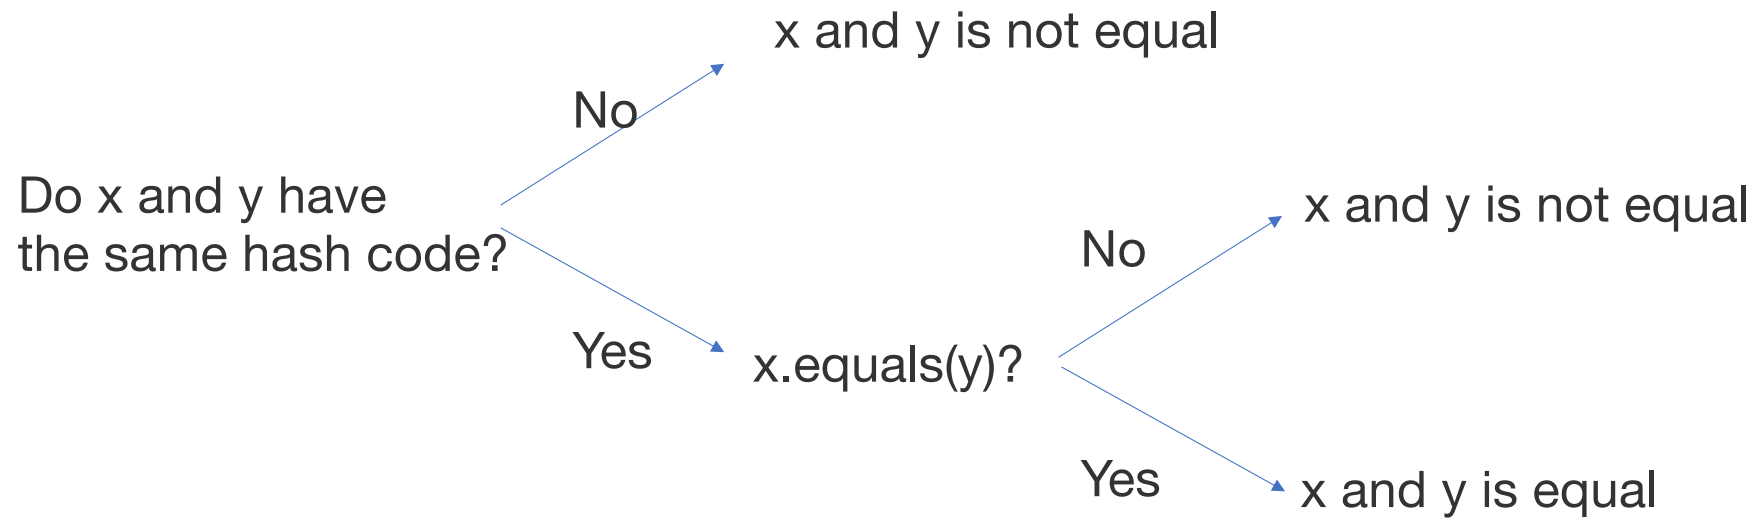 x and y is not equal
No
Do x and y have
the same hash code?
x and y is not equal
No
Yes
x.equals(y)?
Yes
x and y is equal